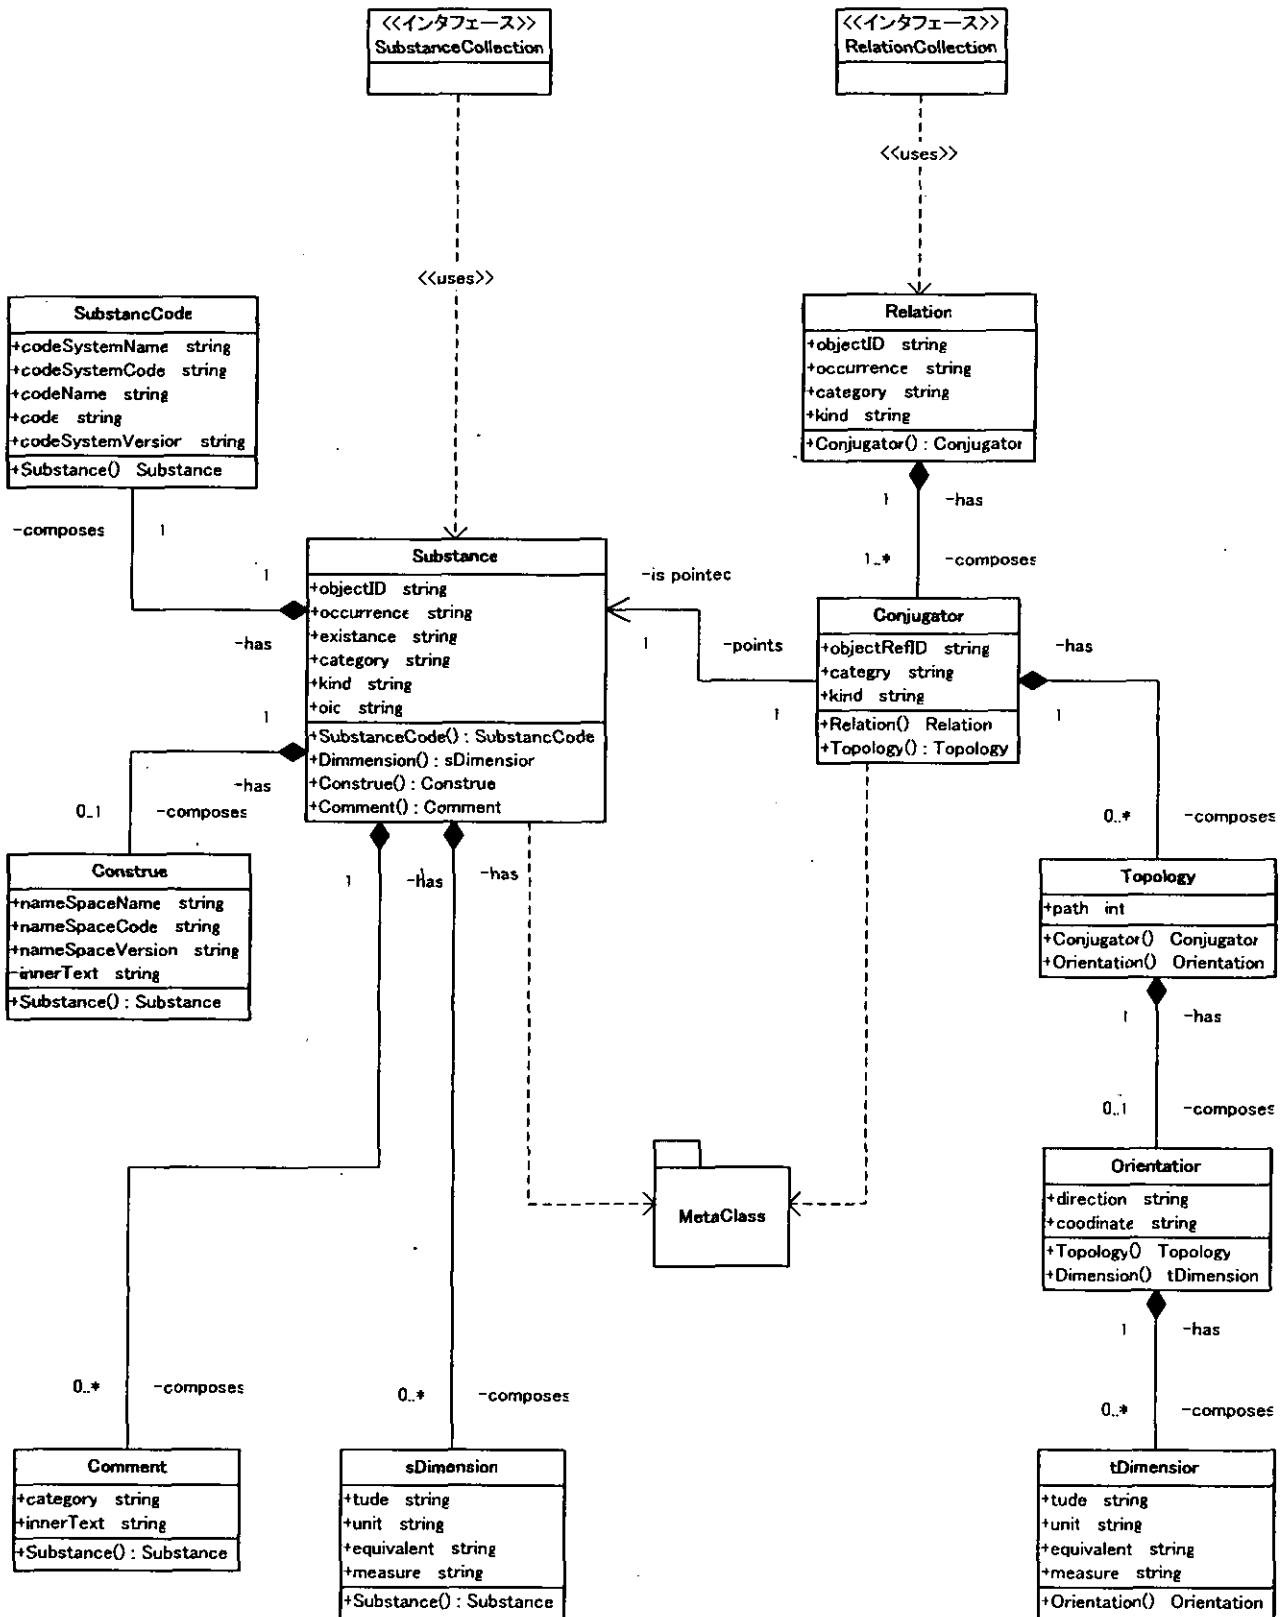 <<インタフェース>>
SubstanceCollection
<<インタフェース>>
RelationCollection
<<uses>>
<<uses>>
SubstancCode
+codeSystemName string
+codeSystemCode string
+codeName string
+code string
+codeSystemVersior string
+Substance() Substance
Relation
+objectID string
+occurrence string
+category string
+kind string
+Conjugator() : Conjugator
-composes 1
1 -has
1..* -composes
Substance
+objectID string
+occurrence string
+existance string
+category string
+kind string
+oic string
+SubstanceCode() : SubstancCode
+Dimmension() : sDimensior
+Construe() : Construe
+Comment() : Comment
1
-has
1
-has
-is pointec
1 -points
1
Conjugator
+objectRefID string
+categry string
+kind string
+Relation() Relation
+Topology() : Topology
-has
1
0..1 -composes
0..* -composes
Construe
+nameSpaceName string
+nameSpaceCode string
+nameSpaceVersion string
-innerText string
+Substance() : Substance
1 -has
1 -has
Topology
+path int
+Conjugator() Conjugator
+Orientation() Orientation
1 -has
0..1 -composes
MetaClass
Orientatior
+direction string
+coodinate string
+Topology() Topology
+Dimension() tDimension
1 -has
0..* -composes
0..* -composes
0..* -composes
Comment
+category string
+innerText string
+Substance() : Substance
sDimension
+tude string
+unit string
+equivalent string
+measure string
+Substance() : Substance
tDimensior
+tude string
+unit string
+equivalent string
+measure string
+Orientation() Orientation